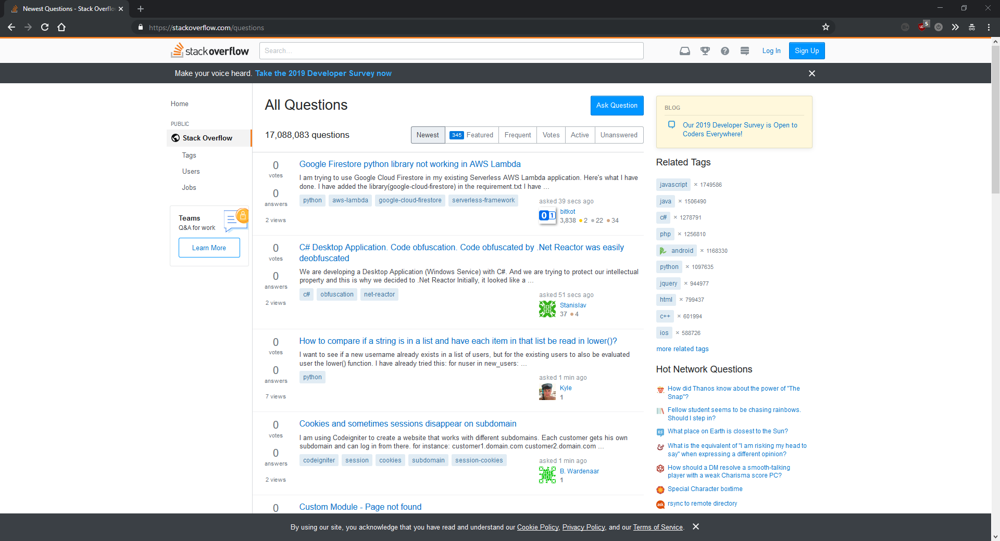 Newest Questions - Stack Overflo
https://stackoverflow.com/questions
5
stackoverflow
Search...
Log In
Sign Up
Make your voice heard. Take the 2019 Developer Survey now
Home
PUBLIC
Stack Overflow
Tags
Users
Jobs
Teams
Q&A for work
Learn More
All Questions
Ask Question
17,088,083 questions
Newest
345 Featured
Frequent
Votes
Active
Unanswered
0
votes
0
answers
2 views
Google Firestore python library not working in AWS Lambda
I am trying to use Google Cloud Firestore in my existing Serverless AWS Lambda application. Here's what I have
done. I have added the library(google-cloud-firestore) in the requirement.txt I have ...
python aws-lambda google-cloud-firestore serverless-framework
asked 39 secs ago
bitkot
3,838 2 22 34
0
votes
0
answers
2 views
C# Desktop Application. Code obfuscation. Code obfuscated by .Net Reactor was easily
deobfuscated
We are developing a Desktop Application (Windows Service) with C#. And we are trying to protect our intellectual
property and this is why we decided to .Net Reactor Initially, it looked like a ...
c# obfuscation net-reactor
asked 51 secs ago
Stanislav
37 4
0
votes
0
answers
7 views
How to compare if a string is in a list and have each item in that list be read in lower()?
I want to see if a new username already exists in a list of users, but for the existing users to also be evaluated
user the lower() function. I have already tried this: for nuser in new_users: ...
python
asked 1 min ago
Kyle
1
0
votes
0
answers
2 views
Cookies and sometimes sessions disappear on subdomain
I am using Codeigniter to create a website that works with different subdomains. Each customer gets his own
subdomain and can log in from there. for instance: customer1.domain.com customer2.domain.com ...
codeigniter session cookies subdomain session-cookies
asked 1 min ago
B. Wardenaar
1
0
Custom Module - Page not found
BLOG
Our 2019 Developer Survey is Open to
Coders Everywhere!
Related Tags
javascript × 1749586
java × 1506490
c# × 1278791
php × 1256810
android × 1168330
python × 1097635
jquery × 944977
html × 799437
c++ × 601994
ios × 588726
more related tags
Hot Network Questions
How did Thanos know about the power of "The
Snap"?
Fellow student seems to be chasing rainbows.
Should I step in?
What place on Earth is closest to the Sun?
What is the equivalent of "I am risking my head to
say" when expressing a different opinion?
How should a DM resolve a smooth-talking
player with a weak Charisma score PC?
Special Character boxtime
rsync to remote directory
By using our site, you acknowledge that you have read and understand our Cookie Policy, Privacy Policy, and our Terms of Service.